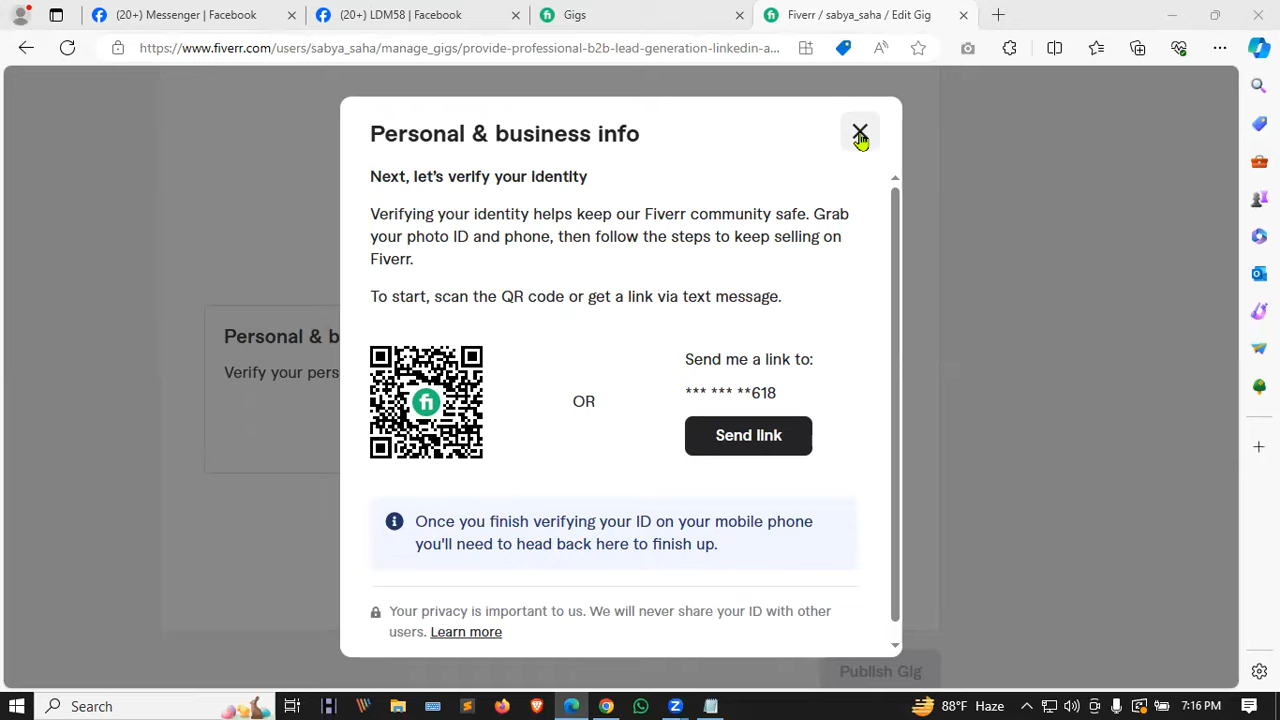 (20+) Messenger | Facebook
(20+) LDM58 | Facebook
Gigs
Fiverr / sabya_saha / Edit Gig
https://www.fiverr.com/users/sabya_saha/manage_gigs/provide-professional-b2b-lead-generation-linkedin-a...
Personal & business info
Next, let's verify your identity
Verifying your identity helps keep our Fiverr community safe. Grab
your photo ID and phone, then follow the steps to keep selling on
Fiverr.
To start, scan the QR code or get a link via text message.
Personal & b
Verify your pers
fi
OR
Send me a link to:
*** *** **618
Send link
Once you finish verifying your ID on your mobile phone
you'll need to head back here to finish up.
Your privacy is important to us. We will never share your ID with other
users. Learn more
Publish Gig
Search
88°F Haze
7:16 PM